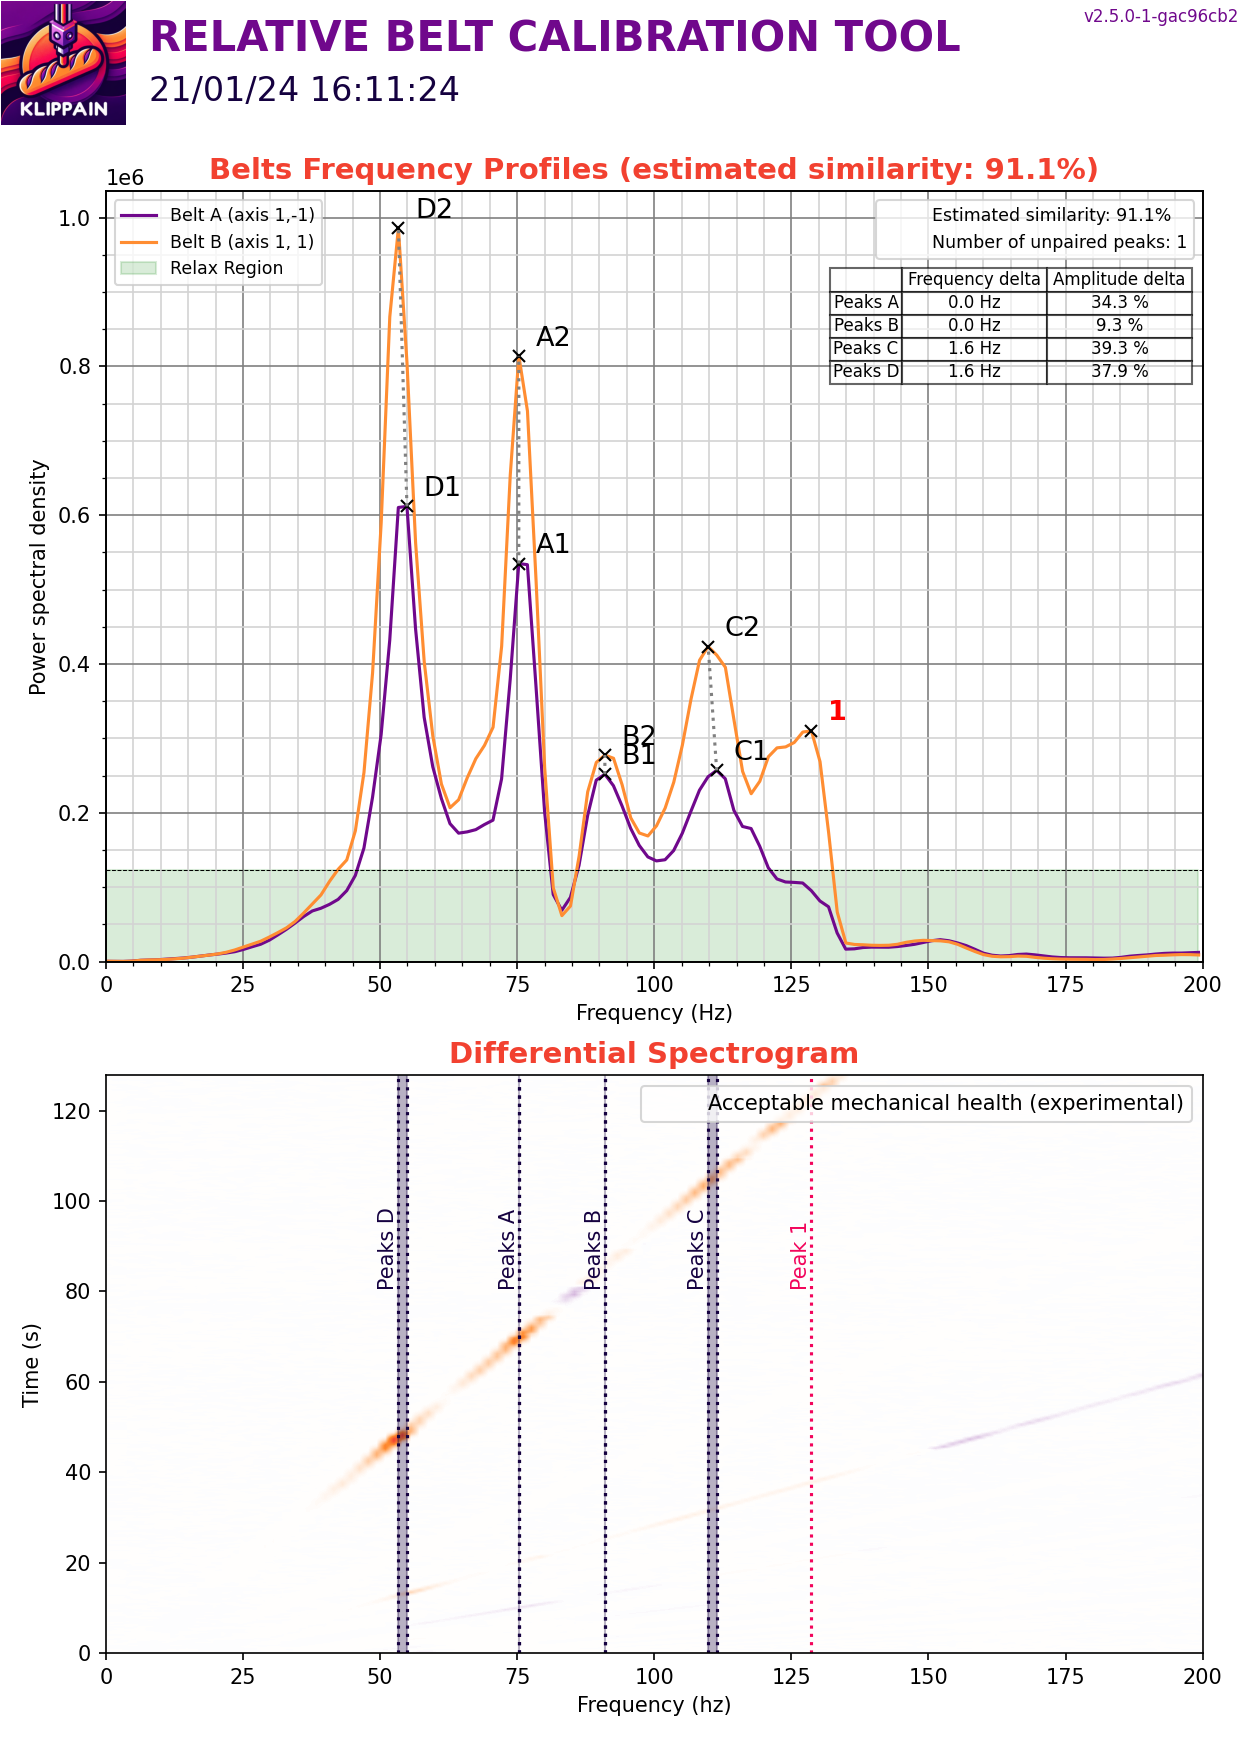 KLIPPAIN
RELATIVE BELT CALIBRATION TOOL
v2.5.0-1-gac96cb2
21/01/24 16:11:24
Belts Frequency Profiles (estimated similarity: 91.1%)
1e6
Belt A (axis 1,-1)
Belt B (axis 1, 1)
Relax Region
Estimated similarity: 91.1%
Number of unpaired peaks: 1
Frequency delta Amplitude delta
Peaks A 0.0 Hz 34.3 %
Peaks B 0.0 Hz 9.3 %
Peaks C 1.6 Hz 39.3 %
Peaks D 1.6 Hz 37.9 %
D2
A2
D1
A1
C2
1
B2
B1
C1
Power spectral density
1.0
0.8
0.6
0.4
0.2
0.0
0 25 50 75 100 125 150 175 200
Frequency (Hz)
Differential Spectrogram
Acceptable mechanical health (experimental)
Peaks D
Peaks A
Peaks B
Peaks C
Peak 1
Time (s)
120
100
80
60
40
20
0
0 25 50 75 100 125 150 175 200
Frequency (hz)